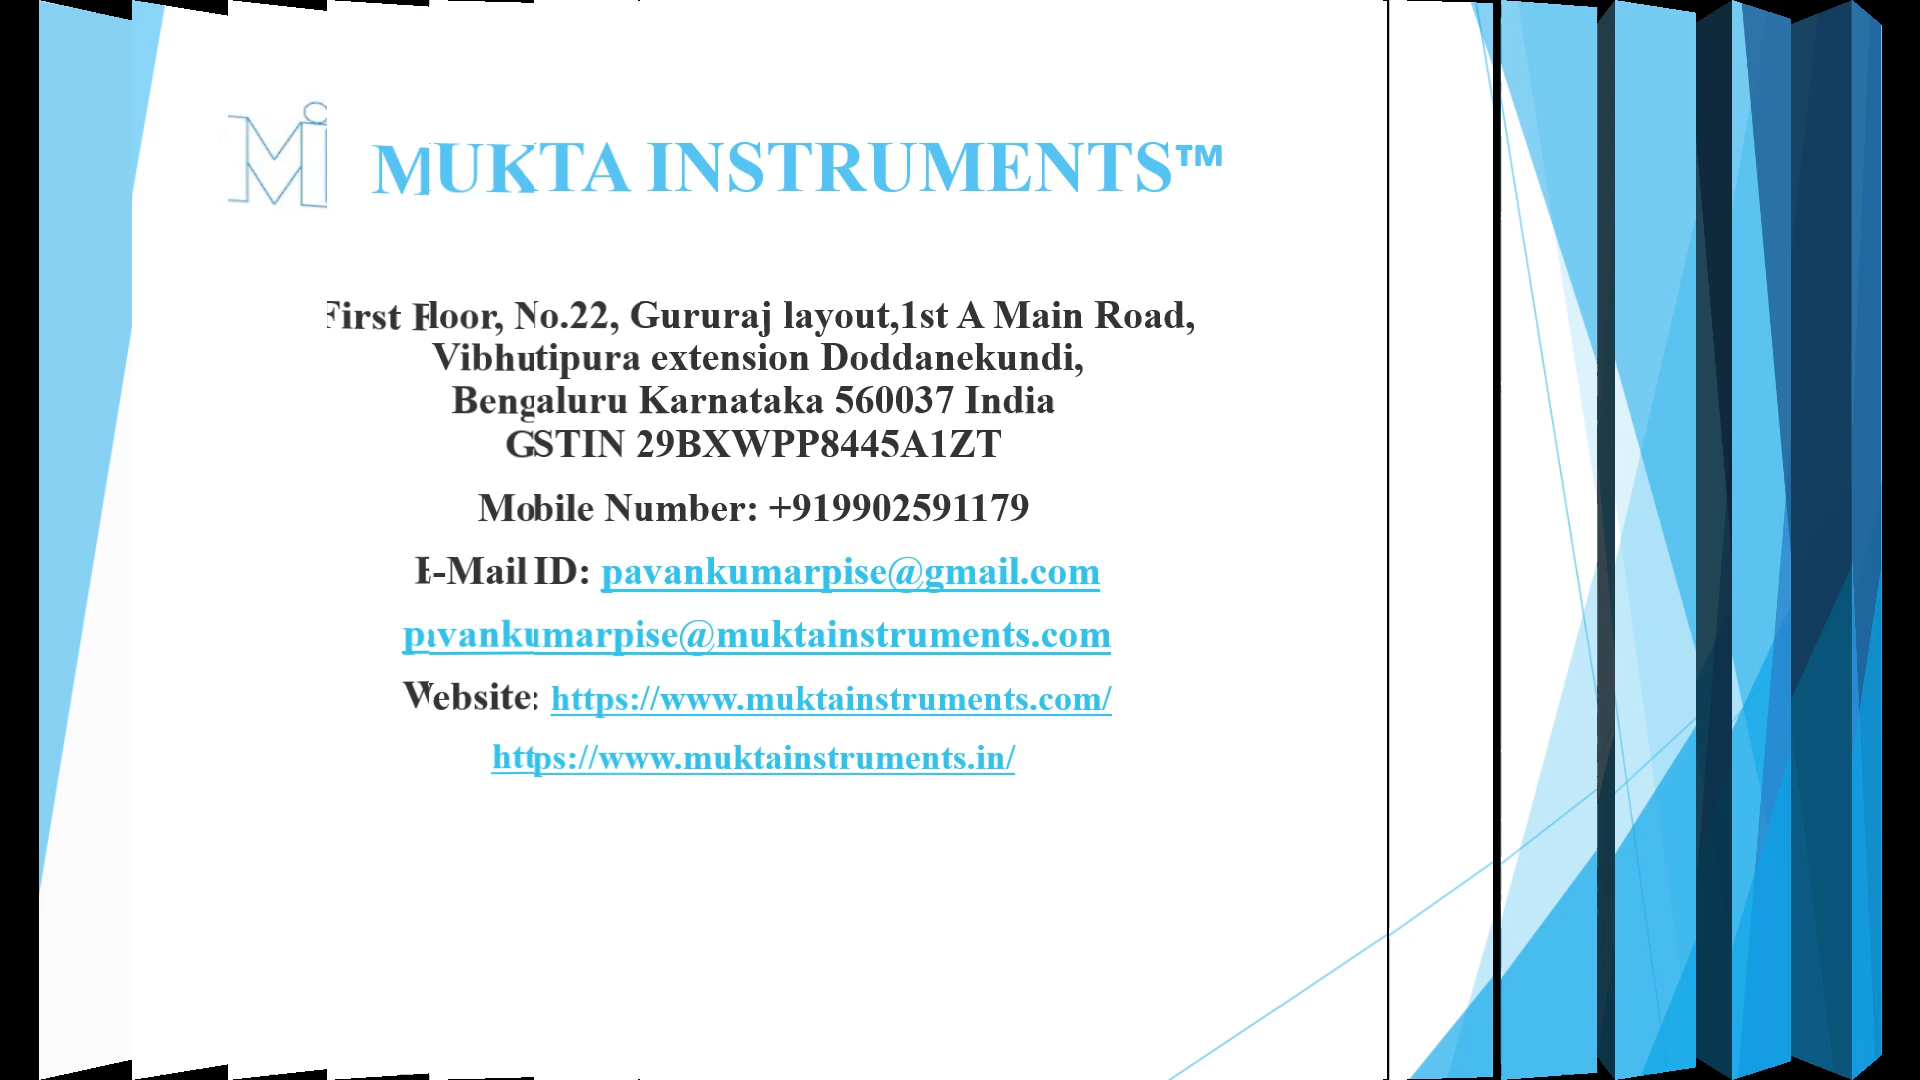 Mi MUKTA INSTRUMENTS™
First Floor, No.22, Gururaj layout,1st A Main Road,
Vibhutipura extension Doddanekundi,
Bengaluru Karnataka 560037 India
GSTIN 29BXWPP8445A1ZT
Mobile Number: +919902591179
E-Mail ID: pavankumarpise@gmail.com
pavankumarpise@muktainstruments.com
Website: https://www.muktainstruments.com/
https://www.muktainstruments.in/